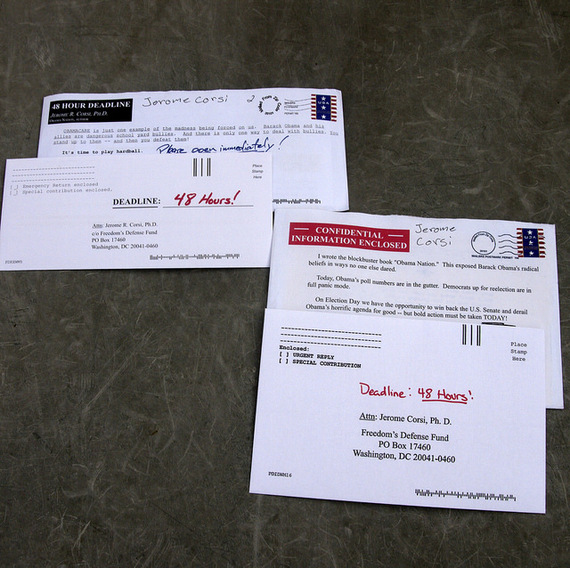 48 HOUR DEADLINE
Jerome R. Corsi, Ph.D.
Jerome Corsi
2
USA
OBAMACARE is just one example of the madness being forced on us. Barack Obama and his
allies are dangerous school yard bullies. And there is only one way to deal with bullies. You
stand up to them -- and then you defeat them!
It's time to play hardball.
Please open immediately!
Emergency Return enclosed
Special contribution enclosed.
Place
Stamp
Here
DEADLINE:
48 Hours!
Attn: Jerome R. Corsi, Ph.D.
c/o Freedom's Defense Fund
PO Box 17460
Washington, DC 20041-0460
CONFIDENTIAL
INFORMATION ENCLOSED
Jerome
Corsi
USA
I wrote the blockbuster book "Obama Nation." This exposed Barack Obama's radical
beliefs in ways no one else dared.
Today, Obama's poll numbers are in the gutter. Democrats up for reelection are in
full panic mode.
On Election Day we have the opportunity to win back the U.S. Senate and derail
Obama's horrific agenda for good -- but bold action must be taken TODAY!
Enclosed:
[ ] URGENT REPLY
[ ] SPECIAL CONTRIBUTION
Place
Stamp
Here
Deadline: 48 Hours!
Attn: Jerome Corsi, Ph. D.
Freedom's Defense Fund
PO Box 17460
Washington, DC 20041-0460